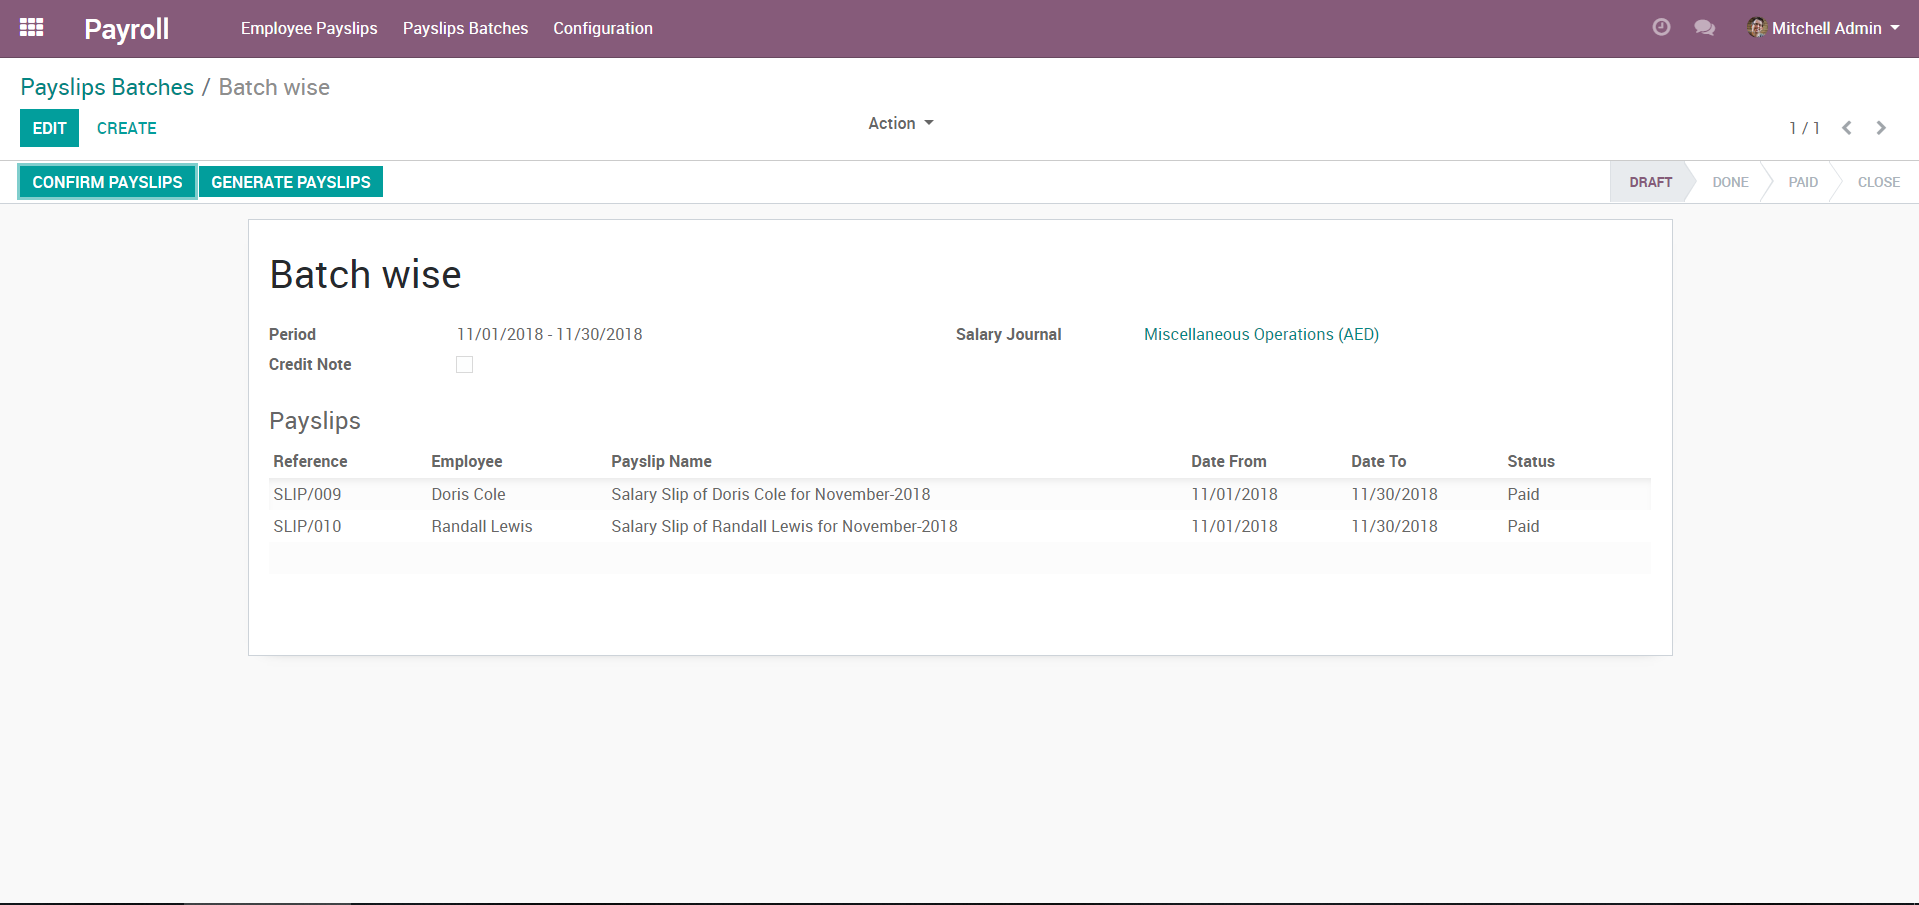 Payroll Employee Payslips Payslips Batches Configuration Mitchell Admin
Payslips Batches / Batch wise
EDIT CREATE Action 1 / 1
CONFIRM PAYSLIPS GENERATE PAYSLIPS DRAFT DONE PAID CLOSE
Batch wise
Period 11/01/2018 - 11/30/2018 Salary Journal Miscellaneous Operations (AED)
Credit Note
Payslips
Reference Employee Payslip Name Date From Date To Status
SLIP/009 Doris Cole Salary Slip of Doris Cole for November-2018 11/01/2018 11/30/2018 Paid
SLIP/010 Randall Lewis Salary Slip of Randall Lewis for November-2018 11/01/2018 11/30/2018 Paid